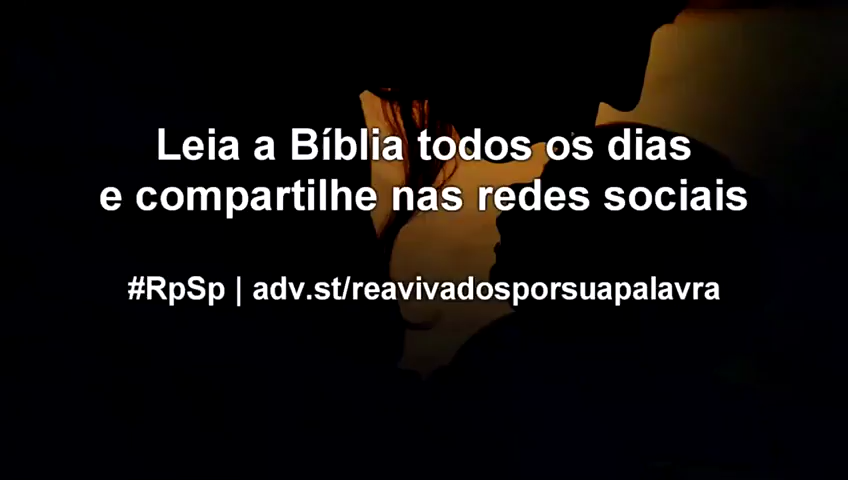 Leia a Bíblia todos os dias
e compartilhe nas redes sociais
#RpSp | adv.st/reavivadosporsuapalavra